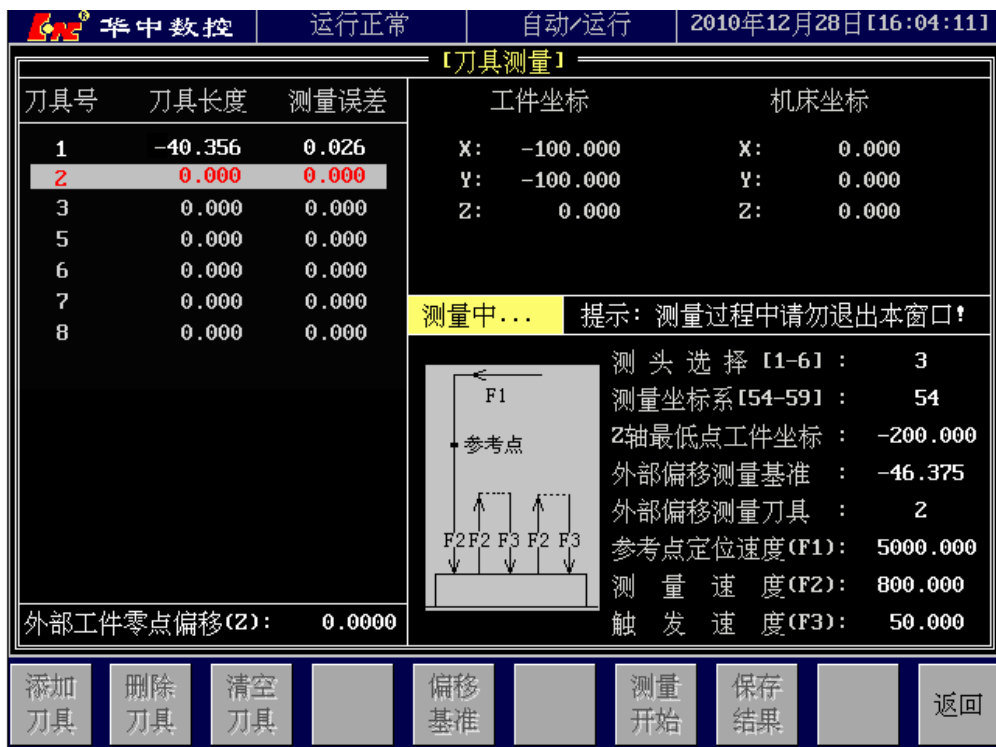 华中数控 运行正常 自动/运行 2010年12月28日[16:04:11]
[刀具测量]
刀具号 刀具长度 测量误差
1 -40.356 0.026
2 0.000 0.000
3 0.000 0.000
5 0.000 0.000
6 0.000 0.000
7 0.000 0.000
8 0.000 0.000
外部工件零点偏移(Z): 0.0000
工件坐标 机床坐标
X: -100.000 X: 0.000
Y: -100.000 Y: 0.000
Z: 0.000 Z: 0.000
测量中... 提示: 测量过程中请勿退出本窗口!
F1
参考点
F2 F2 F3 F2 F3
测头选择[1-6]: 3
测量坐标系[54-59]: 54
Z轴最低点工件坐标: -200.000
外部偏移测量基准: -46.375
外部偏移测量刀具: 2
参考点定位速度(F1): 5000.000
测量速度(F2): 800.000
触发速度(F3): 50.000
添加刀具 删除刀具 清空刀具 偏移基准 测量开始 保存结果 返回